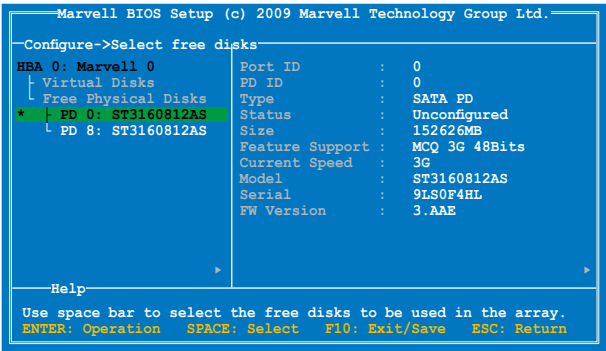 Marvell BIOS Setup (c) 2009 Marvell Technology Group Ltd.
Configure->Select free disks
HBA 0: Marvell 0
Virtual Disks
Free Physical Disks
* PD 0: ST3160812AS
PD 8: ST3160812AS
Port ID : 0
PD ID : 0
Type : SATA PD
Status : Unconfigured
Size : 152626MB
Feature Support : MCQ 3G 48Bits
Current Speed : 3G
Model : ST3160812AS
Serial : 9LS0F4HL
FW Version : 3.AAE
Help
Use space bar to select the free disks to be used in the array.
ENTER: Operation SPACE: Select F10: Exit/Save ESC: Return